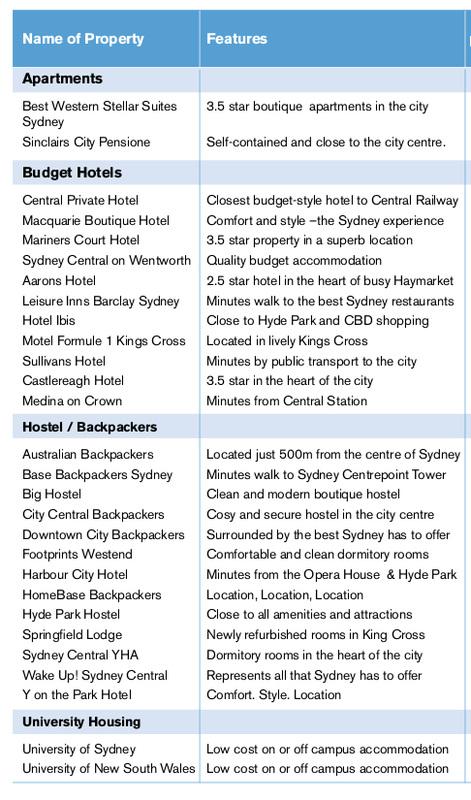 Name of Property Features
Apartments
Best Western Stellar Suites Sydney 3.5 star boutique apartments in the city
Sinclairs City Pensione Self-contained and close to the city centre.
Budget Hotels
Central Private Hotel Closest budget-style hotel to Central Railway
Macquarie Boutique Hotel Comfort and style –the Sydney experience
Mariners Court Hotel 3.5 star property in a superb location
Sydney Central on Wentworth Quality budget accommodation
Aarons Hotel 2.5 star hotel in the heart of busy Haymarket
Leisure Inns Barclay Sydney Minutes walk to the best Sydney restaurants
Hotel Ibis Close to Hyde Park and CBD shopping
Motel Formule 1 Kings Cross Located in lively Kings Cross
Sullivans Hotel Minutes by public transport to the city
Castlereagh Hotel 3.5 star in the heart of the city
Medina on Crown Minutes from Central Station
Hostel / Backpackers
Australian Backpackers Located just 500m from the centre of Sydney
Base Backpackers Sydney Minutes walk to Sydney Centrepoint Tower
Big Hostel Clean and modern boutique hostel
City Central Backpackers Cosy and secure hostel in the city centre
Downtown City Backpackers Surrounded by the best Sydney has to offer
Footprints Westend Comfortable and clean dormitory rooms
Harbour City Hotel Minutes from the Opera House & Hyde Park
HomeBase Backpackers Location, Location, Location
Hyde Park Hostel Close to all amenities and attractions
Springfield Lodge Newly refurbished rooms in King Cross
Sydney Central YHA Dormitory rooms in the heart of the city
Wake Up! Sydney Central Represents all that Sydney has to offer
Y on the Park Hotel Comfort. Style. Location
University Housing
University of Sydney Low cost on or off campus accommodation
University of New South Wales Low cost on or off campus accommodation